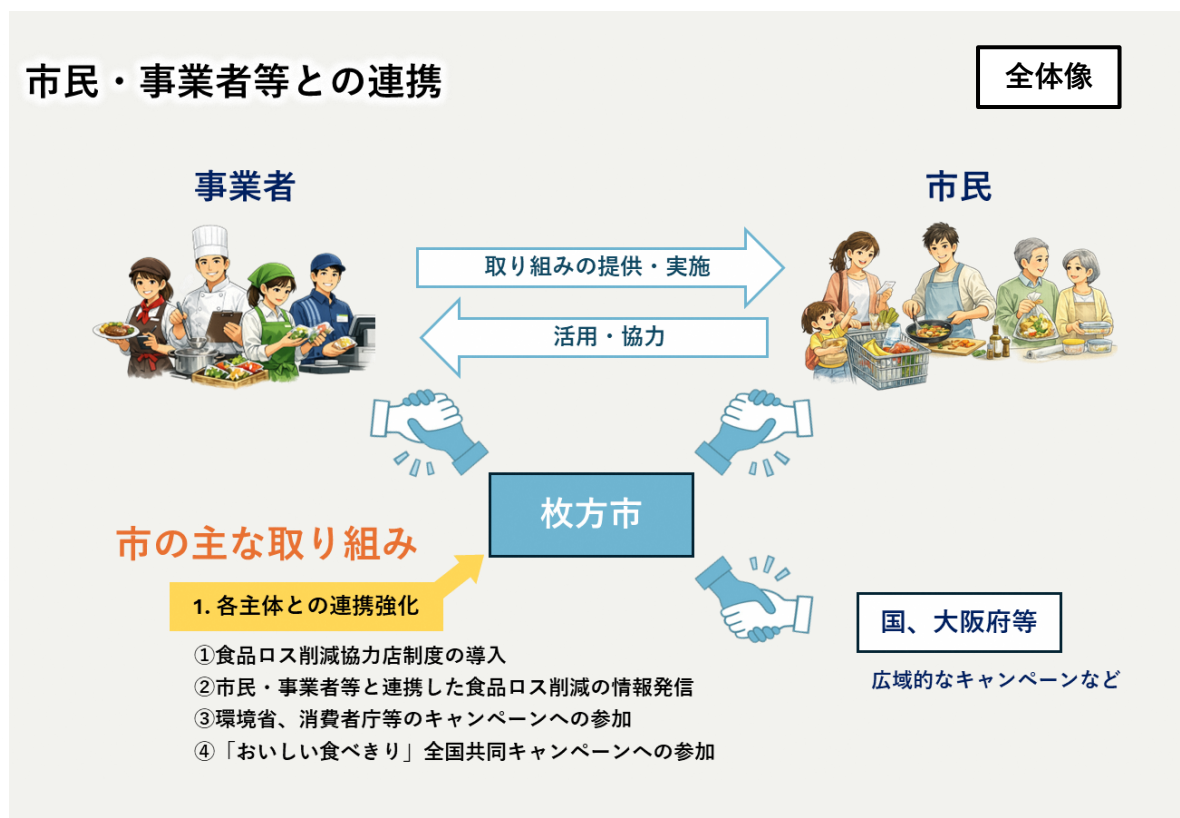 市民・事業者等との連携
全体像
事業者
市民
取り組みの提供・実施
活用・協力
枚方市
市の主な取り組み
1. 各主体との連携強化
①食品ロス削減協力店制度の導入
②市民・事業者等と連携した食品ロス削減の情報発信
③環境省、消費者庁等のキャンペーンへの参加
④「おいしい食べきり」全国共同キャンペーンへの参加
国、大阪府等
広域的なキャンペーンなど